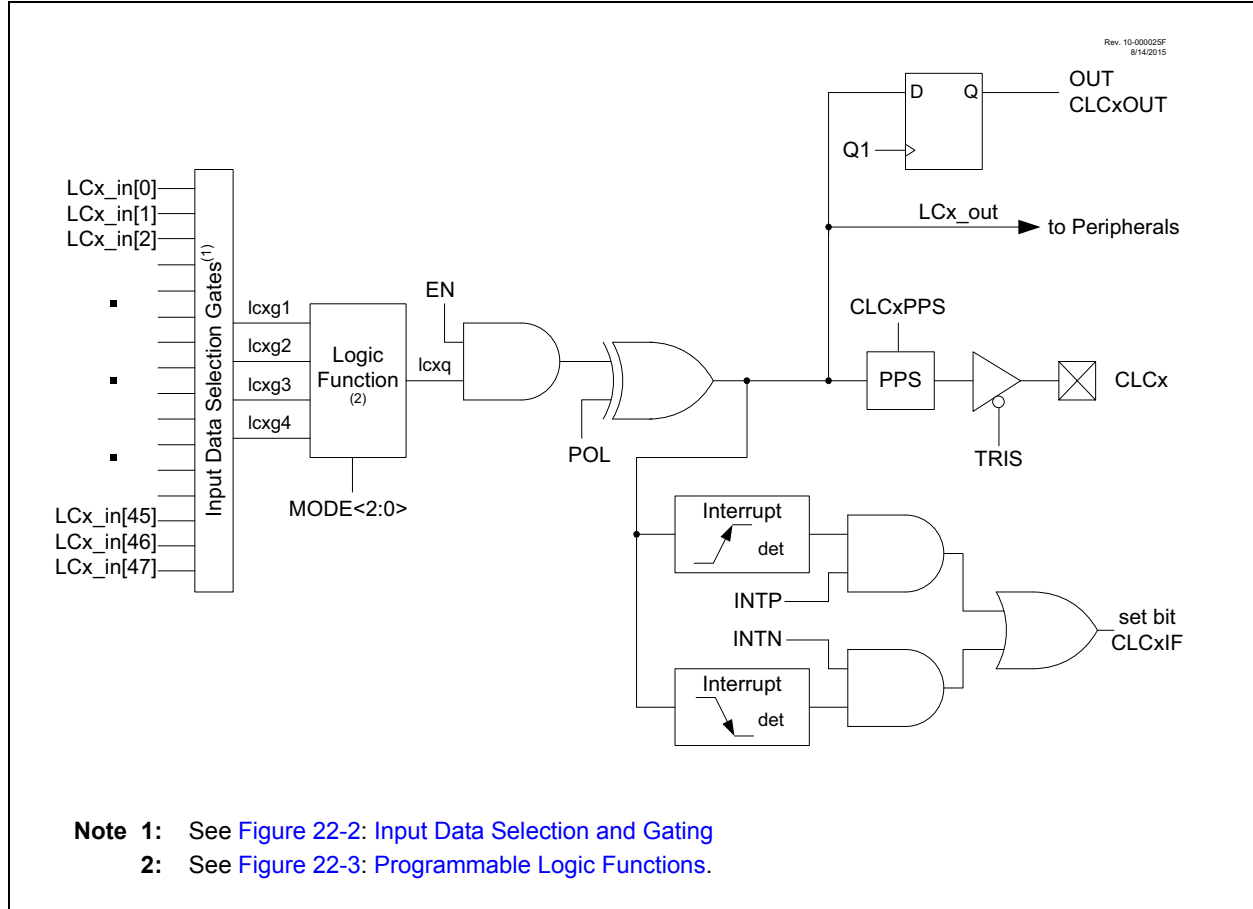 Rev. 10-000025F
8/14/2015
OUT
CLCxOUT
D
Q
Q1
LCx_out
to Peripherals
LCx_in[0]
LCx_in[1]
LCx_in[2]
LCx_in[45]
LCx_in[46]
LCx_in[47]
Input Data Selection Gates(1)
lcxg1
lcxg2
lcxg3
lcxg4
Logic
Function
(2)
MODE<2:0>
lcxq
EN
POL
CLCxPPS
PPS
TRIS
CLCx
Interrupt
det
INTP
INTN
Interrupt
det
set bit
CLCxIF
Note 1: See Figure 22-2: Input Data Selection and Gating
2: See Figure 22-3: Programmable Logic Functions.